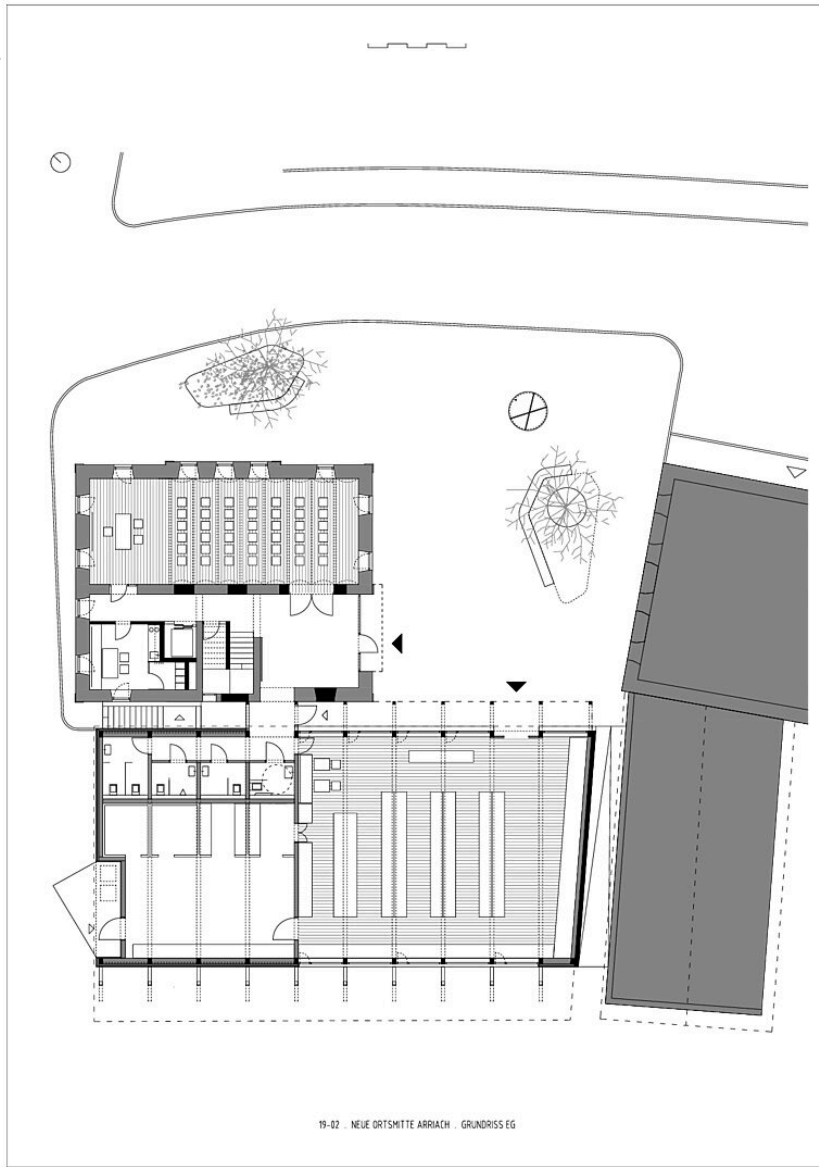 19-02 . NEUE ORTSMITTE ARRIACH . GRUNDRISS EG